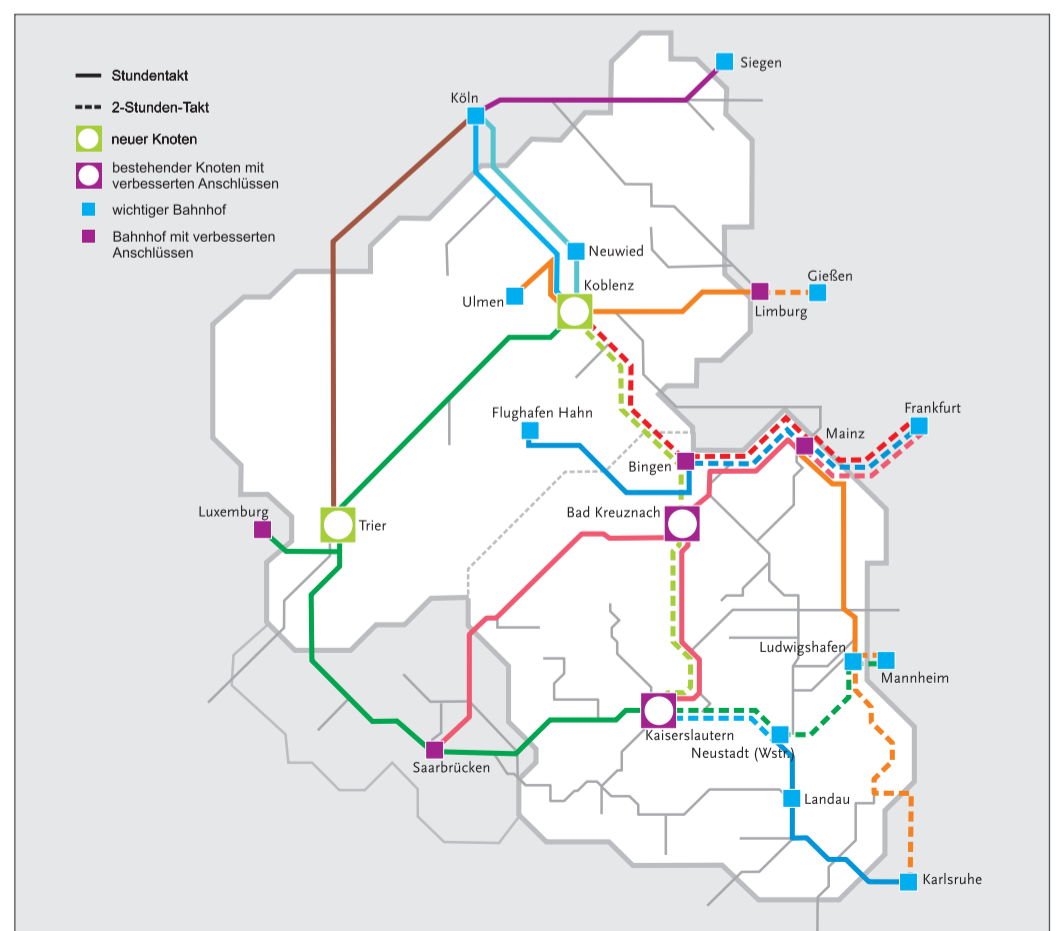 Stundentakt
2-Stunden-Takt
neuer Knoten
bestehender Knoten mit
verbesserten Anschlüssen
wichtiger Bahnhof
Bahnhof mit verbesserten
Anschlüssen
Siegen
Köln
Neuwied
Koblenz
Gießen
Ulmen
Limburg
Flughafen Hahn
Frankfurt
Mainz
Bingen
Luxemburg
Trier
Bad Kreuznach
Ludwigshafen
Mannheim
Kaiserslautern
Neustadt (Wstr.)
Saarbrücken
Landau
Karlsruhe